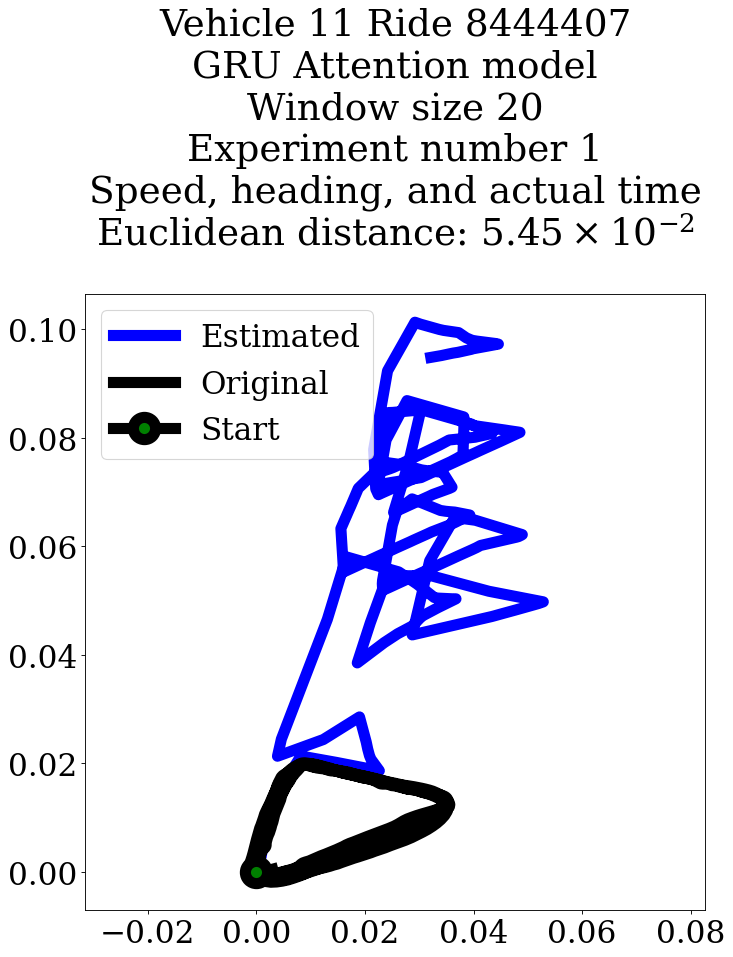 Vehicle 11 Ride 8444407
GRU Attention model
Window size 20
Experiment number 1
Speed, heading, and actual time
Euclidean distance: 5.45 × 10⁻²
Estimated
Original
Start
0.10
0.08
0.06
0.04
0.02
0.00
−0.02 0.00 0.02 0.04 0.06 0.08